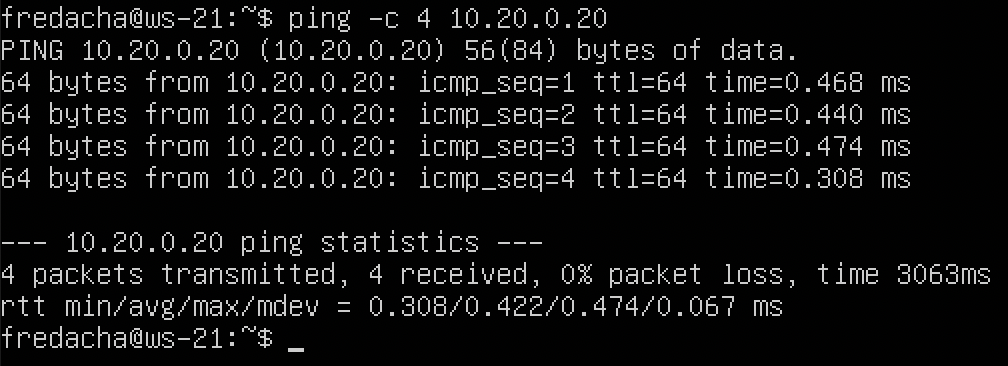 fredacha@ws-21:~$ ping -c 4 10.20.0.20
PING 10.20.0.20 (10.20.0.20) 56(84) bytes of data.
64 bytes from 10.20.0.20: icmp_seq=1 ttl=64 time=0.468 ms
64 bytes from 10.20.0.20: icmp_seq=2 ttl=64 time=0.440 ms
64 bytes from 10.20.0.20: icmp_seq=3 ttl=64 time=0.474 ms
64 bytes from 10.20.0.20: icmp_seq=4 ttl=64 time=0.308 ms

--- 10.20.0.20 ping statistics ---
4 packets transmitted, 4 received, 0% packet loss, time 3063ms
rtt min/avg/max/mdev = 0.308/0.422/0.474/0.067 ms
fredacha@ws-21:~$ _